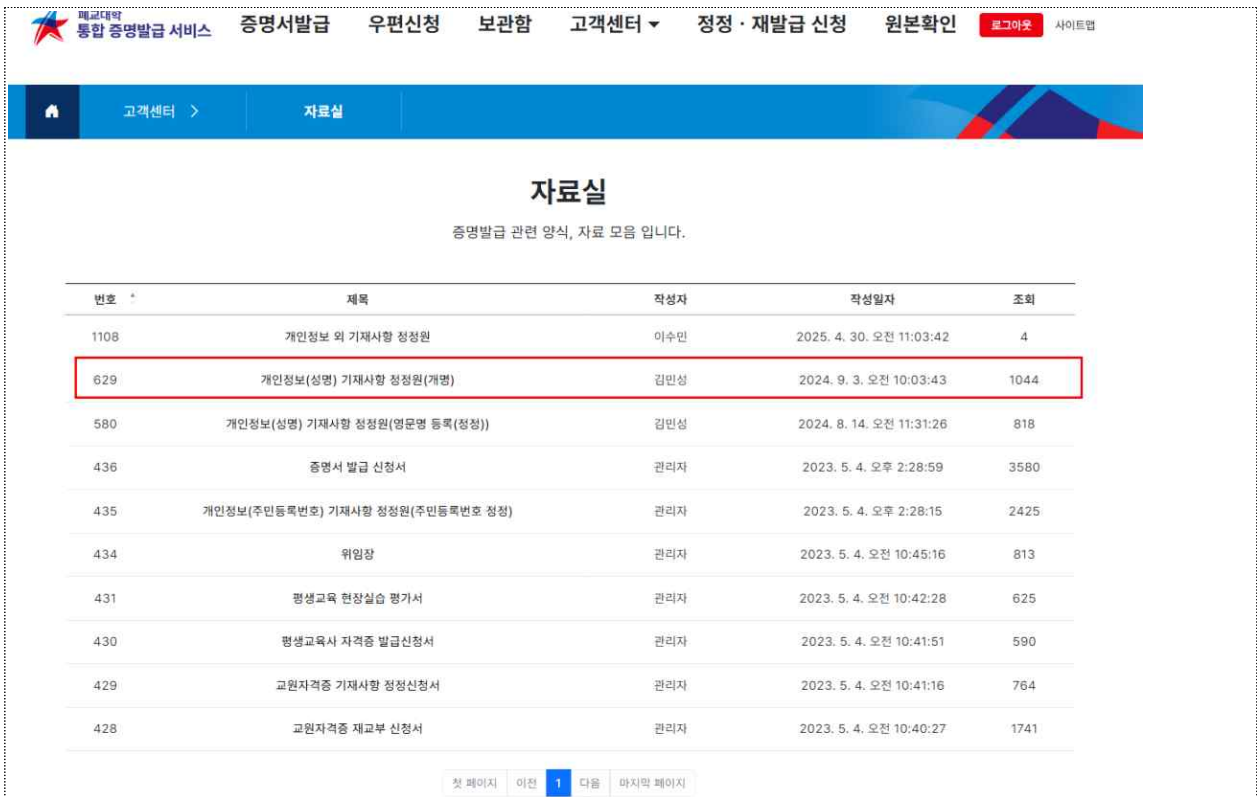 폐교대학
통합 증명발급 서비스
증명서발급 우편신청 보관함 고객센터 정정 · 재발급 신청 원본확인 로그아웃 사이트맵
고객센터 > 자료실
자료실
증명발급 관련 양식, 자료 모음 입니다.
번호 제목 작성자 작성일자 조회
1108 개인정보 외 기재사항 정정원 이수민 2025. 4. 30. 오전 11:03:42 4
629 개인정보(성명) 기재사항 정정원(개명) 김민성 2024. 9. 3. 오전 10:03:43 1044
580 개인정보(성명) 기재사항 정정원(영문명 등록(정정)) 김민성 2024. 8. 14. 오전 11:31:26 818
436 증명서 발급 신청서 관리자 2023. 5. 4. 오후 2:28:59 3580
435 개인정보(주민등록번호) 기재사항 정정원(주민등록번호 정정) 관리자 2023. 5. 4. 오후 2:28:15 2425
434 위임장 관리자 2023. 5. 4. 오전 10:45:16 813
431 평생교육 현장실습 평가서 관리자 2023. 5. 4. 오전 10:42:28 625
430 평생교육사 자격증 발급신청서 관리자 2023. 5. 4. 오전 10:41:51 590
429 교원자격증 기재사항 정정신청서 관리자 2023. 5. 4. 오전 10:41:16 764
428 교원자격증 재교부 신청서 관리자 2023. 5. 4. 오전 10:40:27 1741
첫 페이지 이전 1 다음 마지막 페이지